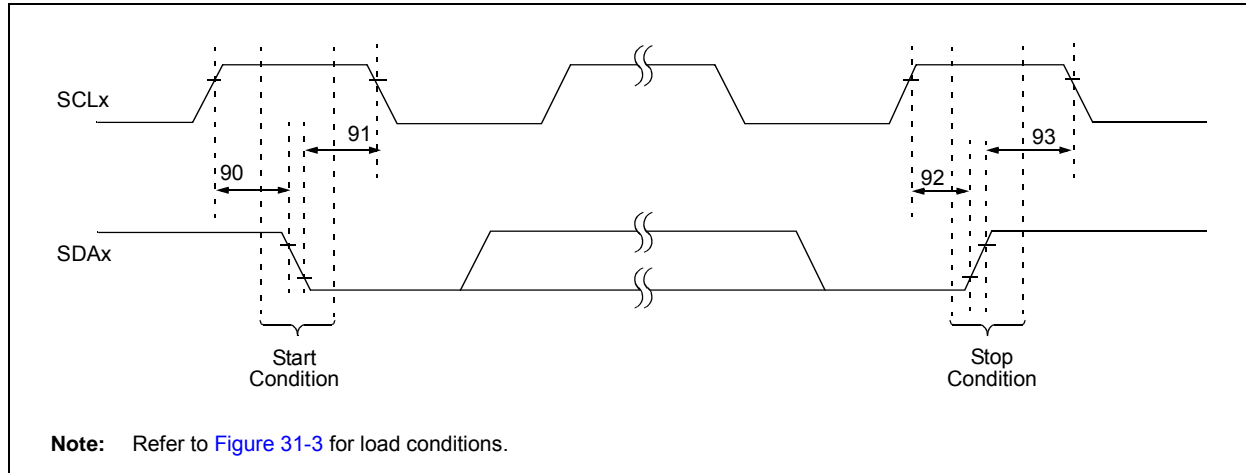 SCLx
91
93
90
92
SDAx
Start
Condition
Stop
Condition
Note: Refer to Figure 31-3 for load conditions.